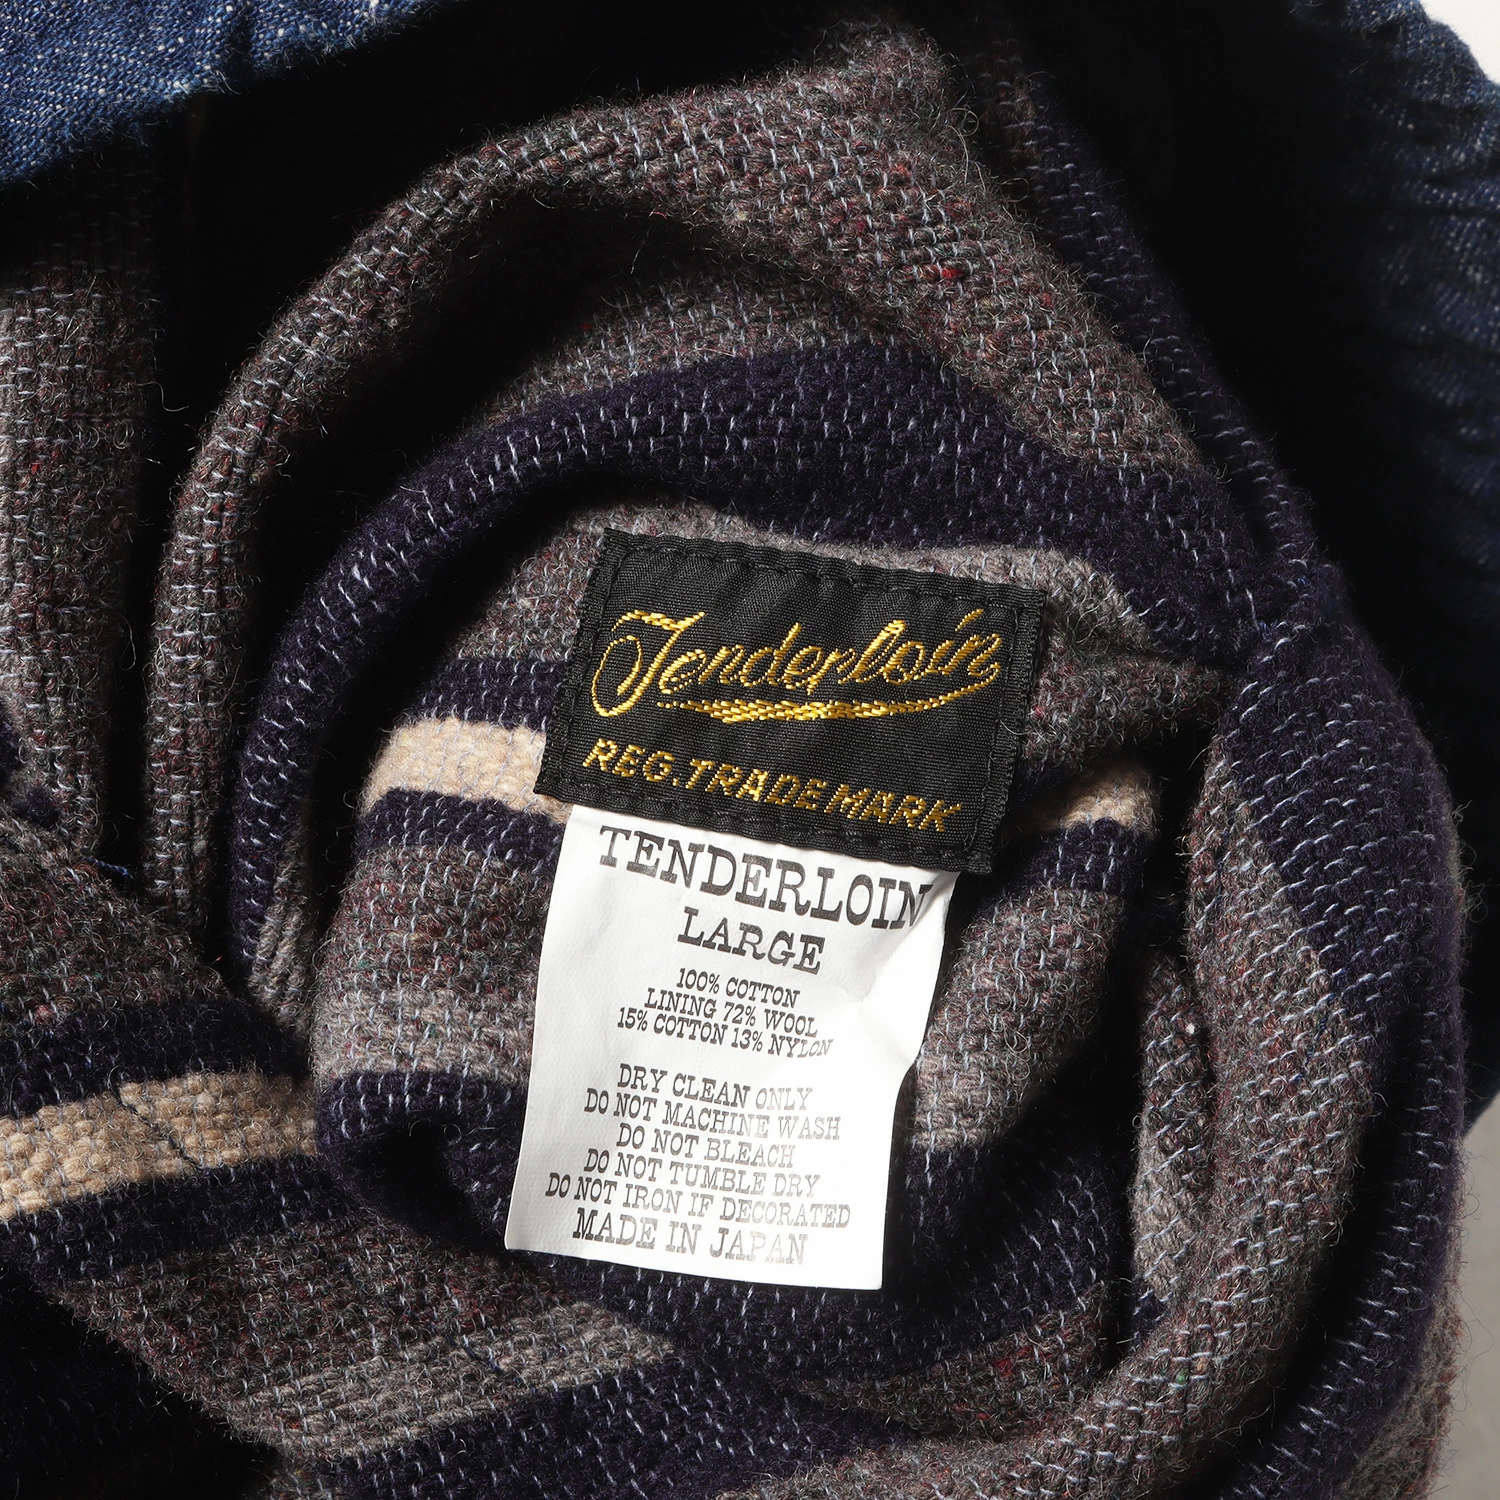 Tenderloin
REG. TRADE MARK
TENDERLOIN
LARGE
100% COTTON
LINING 72% WOOL
15% COTTON 13% NYLON
DRY CLEAN ONLY
DO NOT MACHINE WASH
DO NOT BLEACH
DO NOT TUMBLE DRY
DO NOT IRON IF DECORATED
MADE IN JAPAN